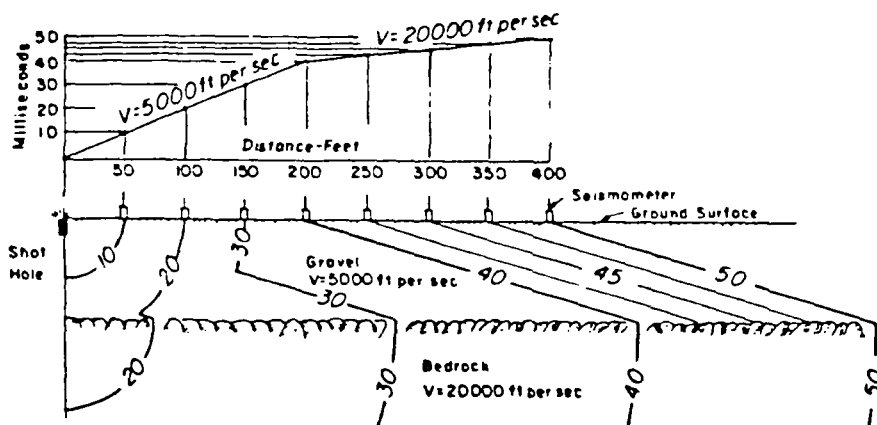 50
40
30
20
10
Milliseconds
V=5000 ft per sec
V=20000 ft per sec
Distance-Feet
50 100 150 200 250 300 350 400
Seismometer
Ground Surface
Shot
Hole
10
20
30
Gravel
V=5000 ft per sec
30
40
45
50
20
30
40
50
Bedrock
V=20000 ft per sec